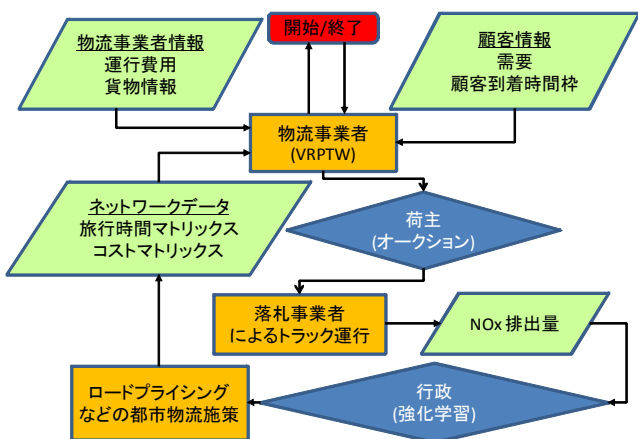 開始/終了
物流事業者情報
運行費用
貨物情報
顧客情報
需要
顧客到着時間枠
物流事業者
(VRPTW)
ネットワークデータ
旅行時間マトリックス
コストマトリックス
荷主
(オークション)
落札事業者
によるトラック運行
NOx 排出量
ロードプライシング
などの都市物流施策
行政
(強化学習)